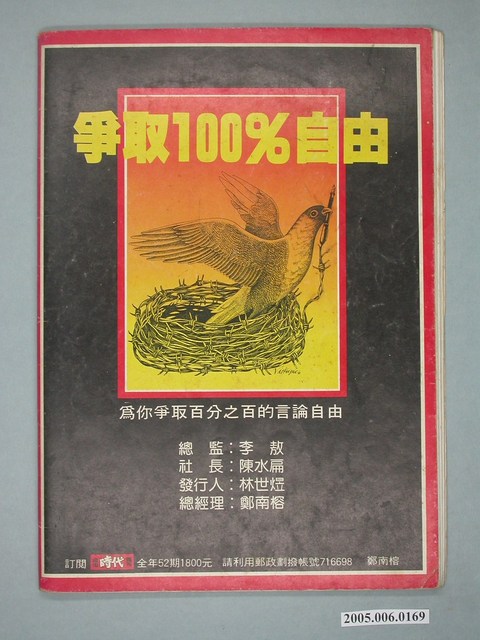 爭取100%自由
為你爭取百分之百的言論自由
總監：李敖
社長：陳水扁
發行人：林世煜
總經理：鄭南榕
訂閱 時代 全年52期1800元 請利用郵政劃撥帳號716698 鄭南榕
2005.006.0169